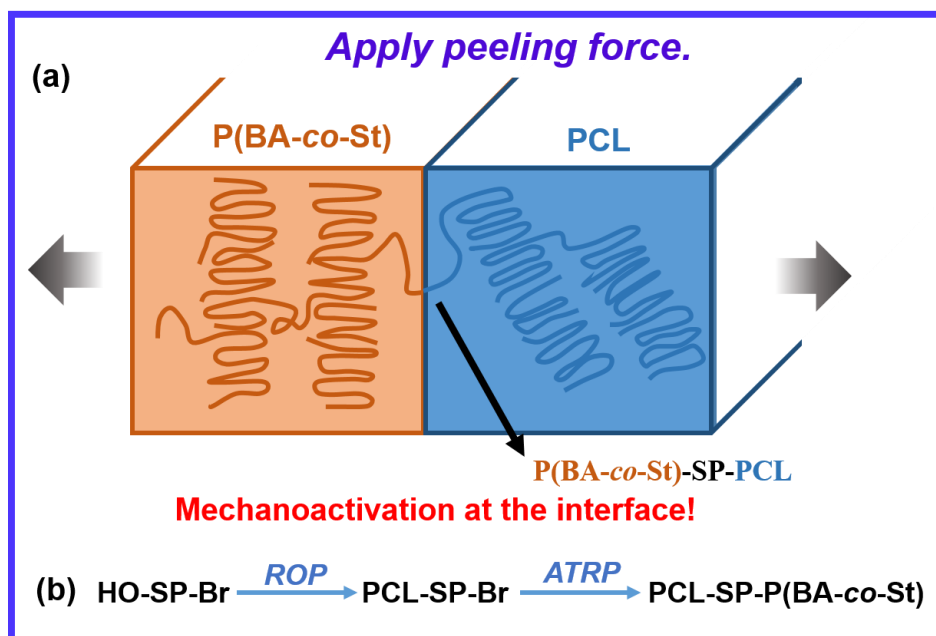 Apply peeling force.
(a)
P(BA-co-St)
PCL
P(BA-co-St)-SP-PCL
Mechanoactivation at the interface!
(b) HO-SP-Br ROP PCL-SP-Br ATRP PCL-SP-P(BA-co-St)